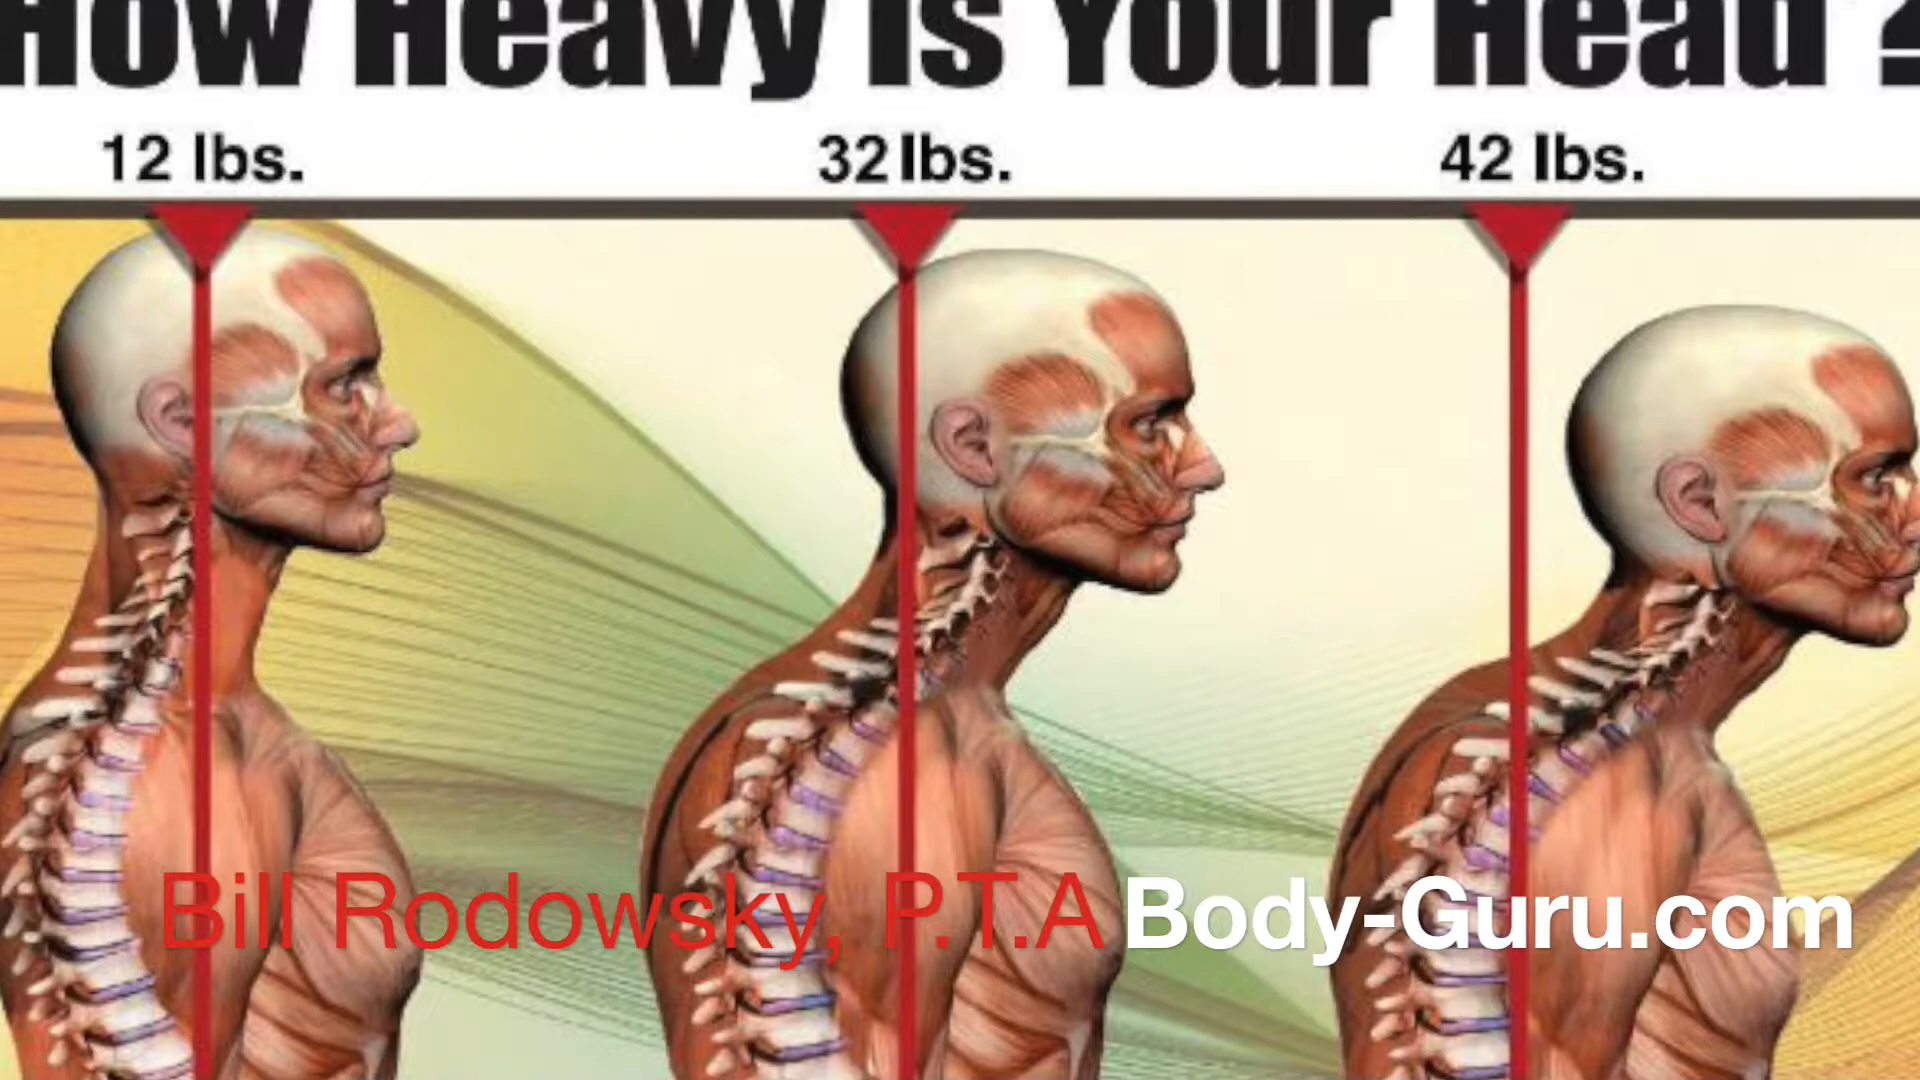 How Heavy Is Your Head ?
12 lbs. 32 lbs. 42 lbs.
Bill Rodowsky, P.T.A Body-Guru.com